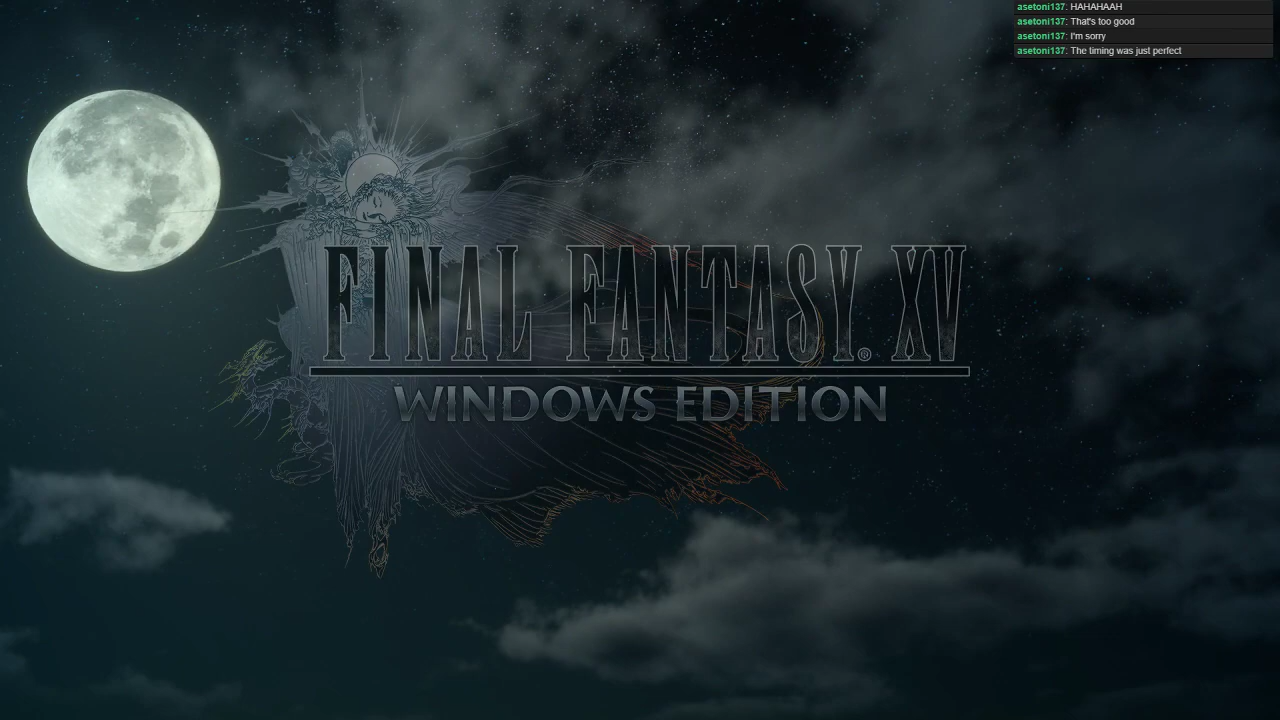 asetoni137: HAHAHAAH
asetoni137: That's too good
asetoni137: I'm sorry
asetoni137: The timing was just perfect
FINAL FANTASY® XV
WINDOWS EDITION